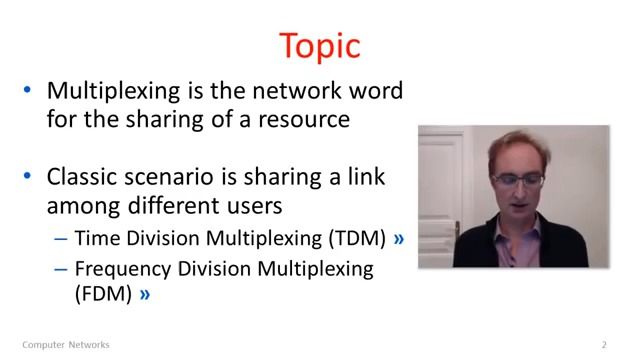 Topic
• Multiplexing is the network word
for the sharing of a resource
• Classic scenario is sharing a link
among different users
– Time Division Multiplexing (TDM) »
– Frequency Division Multiplexing
(FDM) »
Computer Networks
2